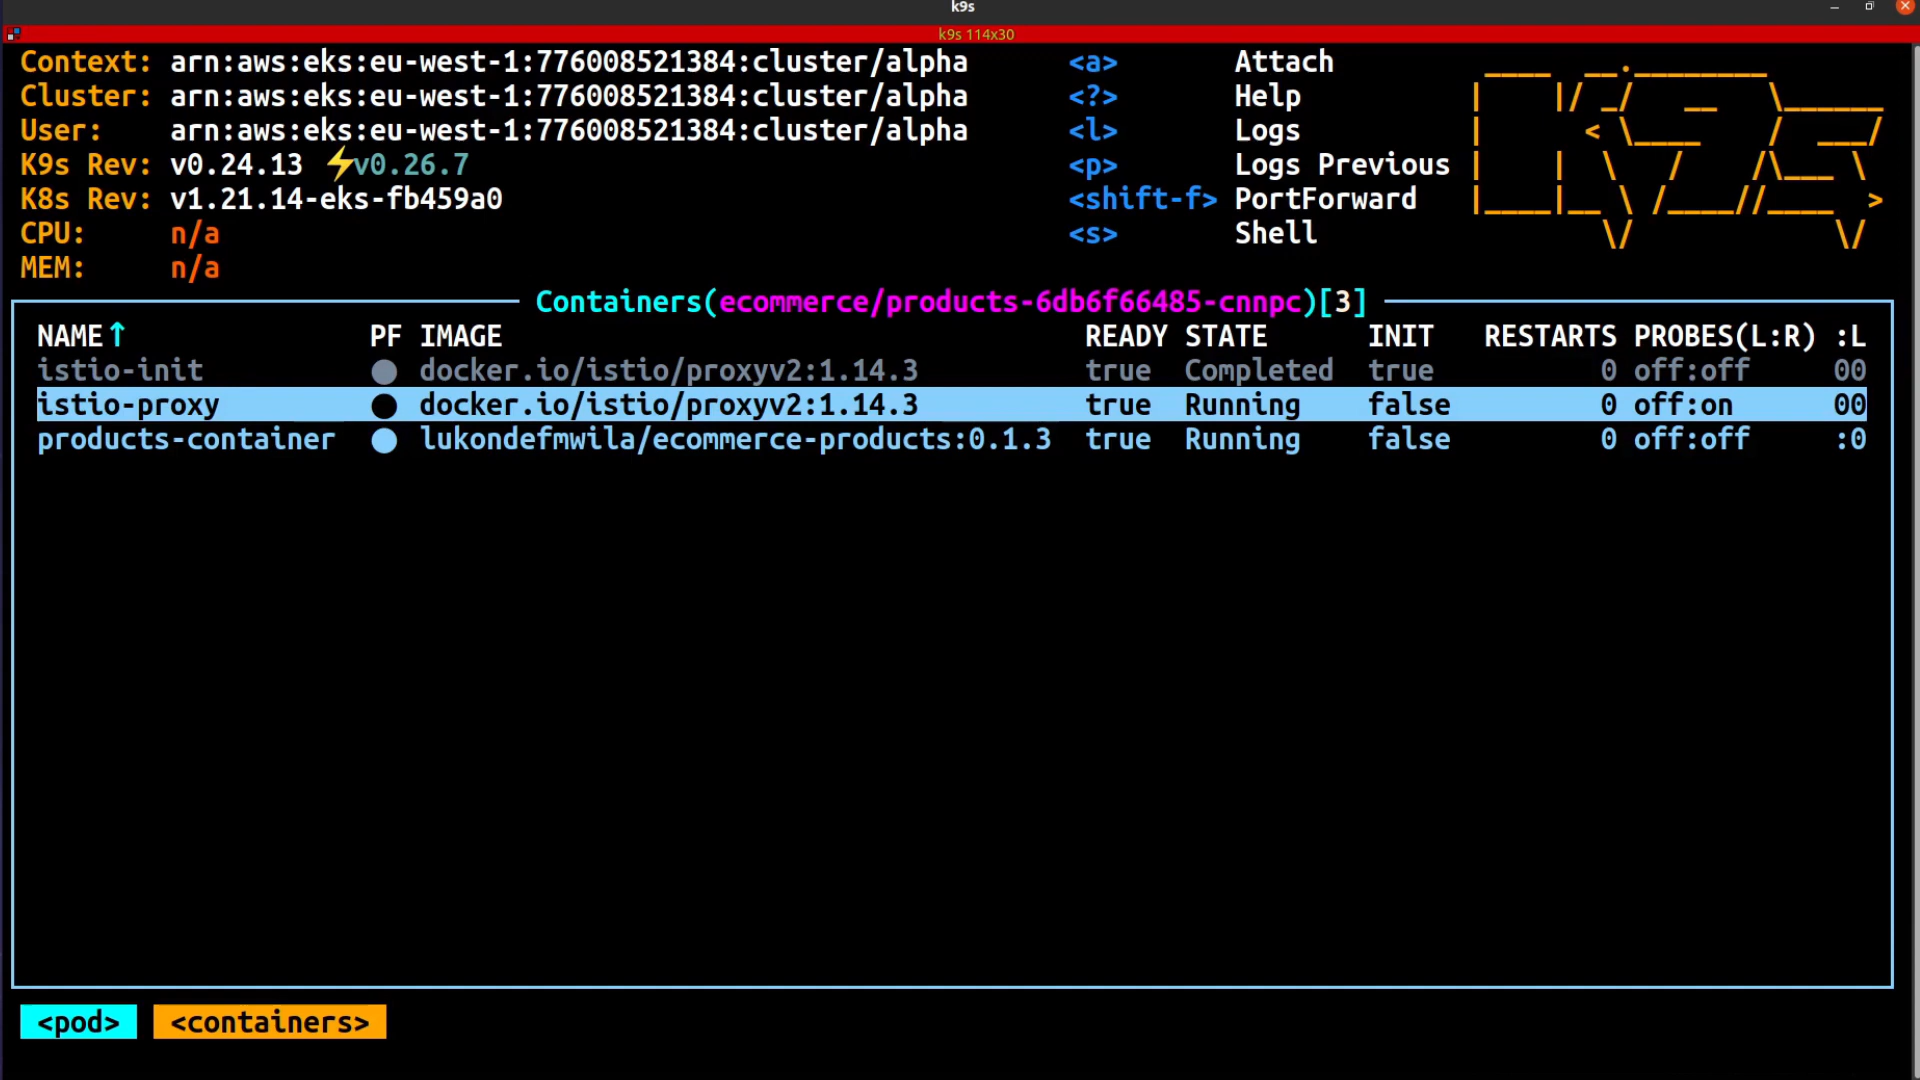 k9s
k9s 114x30
Context: arn:aws:eks:eu-west-1:776008521384:cluster/alpha <a> Attach
Cluster: arn:aws:eks:eu-west-1:776008521384:cluster/alpha <?> Help
User: arn:aws:eks:eu-west-1:776008521384:cluster/alpha <l> Logs
K9s Rev: v0.24.13 ⚡v0.26.7 <p> Logs Previous
K8s Rev: v1.21.14-eks-fb459a0 <shift-f> PortForward
CPU: n/a <s> Shell
MEM: n/a
Containers(ecommerce/products-6db6f66485-cnnpc)[3]
NAME↑ PF IMAGE READY STATE INIT RESTARTS PROBES(L:R) :L
istio-init ● docker.io/istio/proxyv2:1.14.3 true Completed true 0 off:off 00
istio-proxy ● docker.io/istio/proxyv2:1.14.3 true Running false 0 off:on 00
products-container ● lukondefmwila/ecommerce-products:0.1.3 true Running false 0 off:off :0
<pod> <containers>